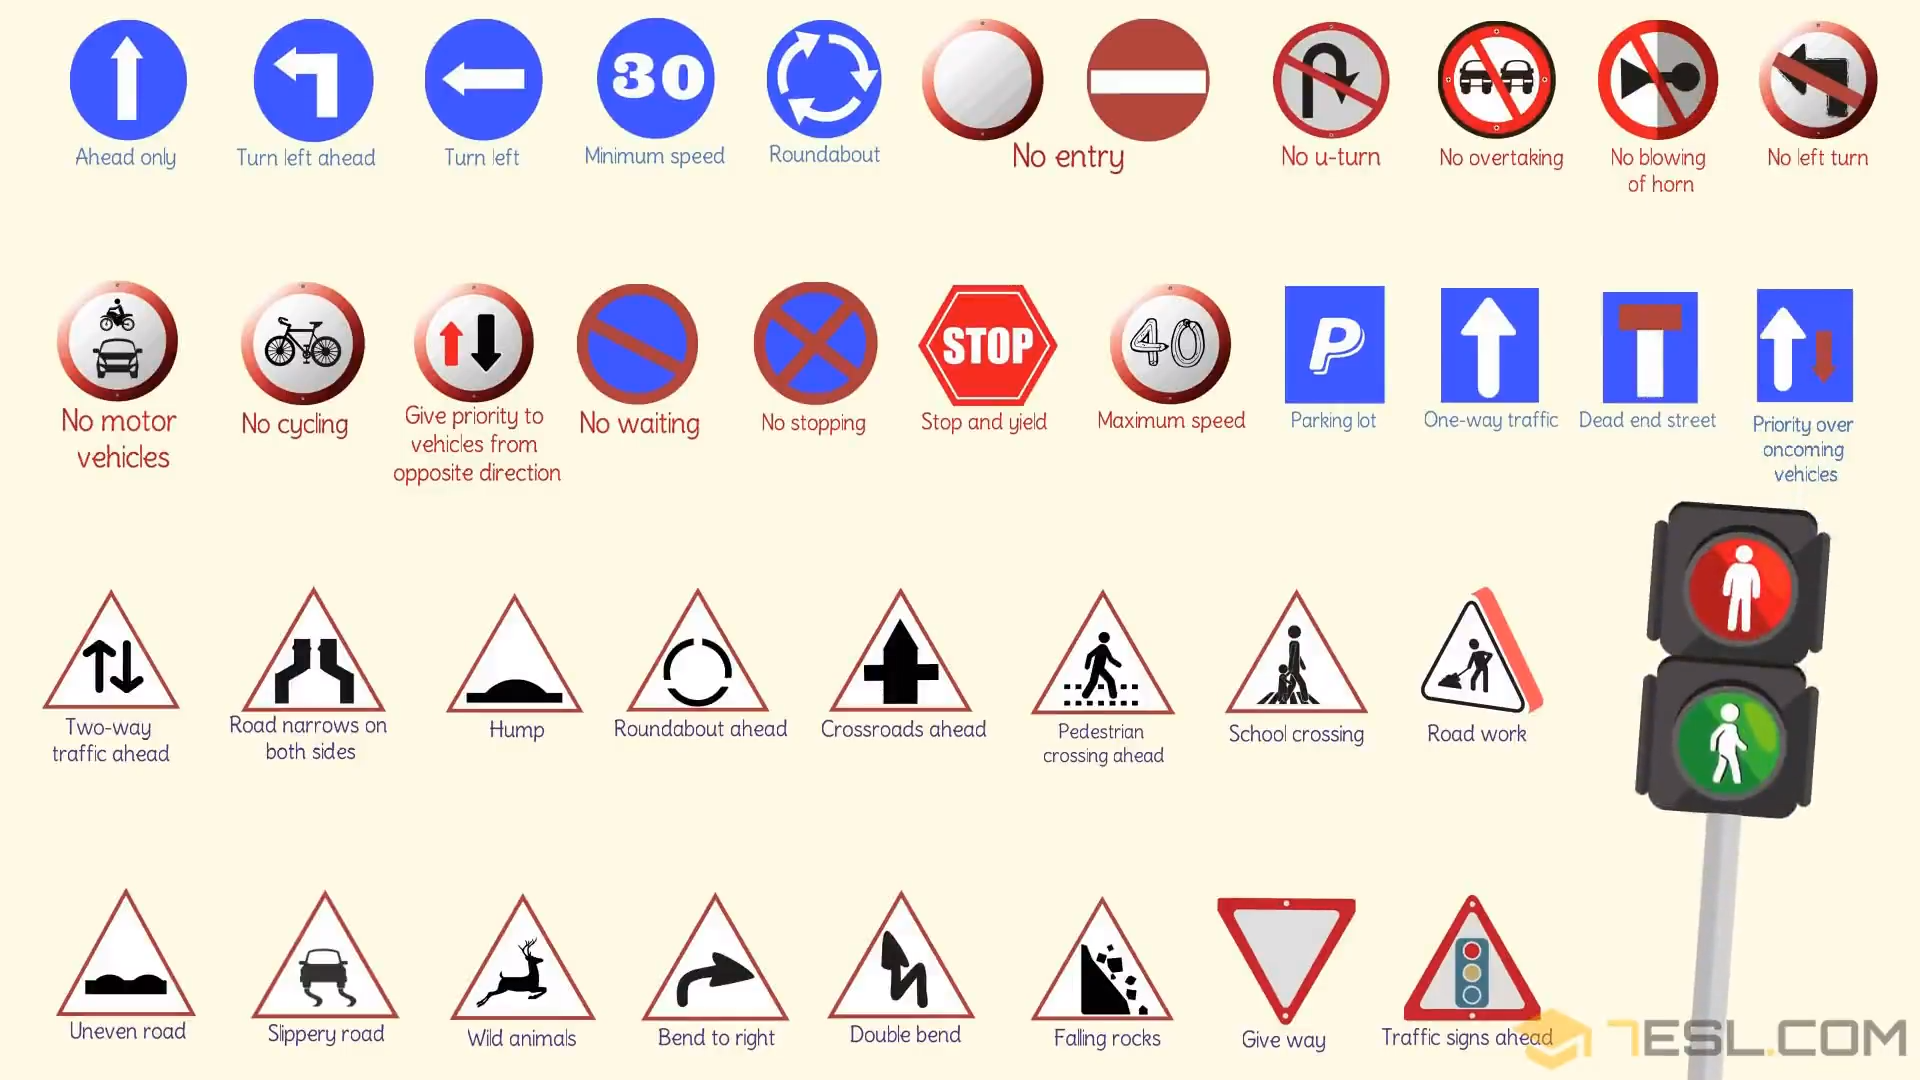 30
Ahead only
Turn left ahead
Turn left
Minimum speed
Roundabout
No entry
No u-turn
No overtaking
No blowing
of horn
No left turn
STOP
40
P
No motor
vehicles
No cycling
Give priority to
vehicles from
opposite direction
No waiting
No stopping
Stop and yield
Maximum speed
Parking lot
One-way traffic
Dead end street
Priority over
oncoming
vehicles
Two-way
traffic ahead
Road narrows on
both sides
Hump
Roundabout ahead
Crossroads ahead
Pedestrian
crossing ahead
School crossing
Road work
Uneven road
Slippery road
Wild animals
Bend to right
Double bend
Falling rocks
Give way
Traffic signs ahead
7ESL.COM